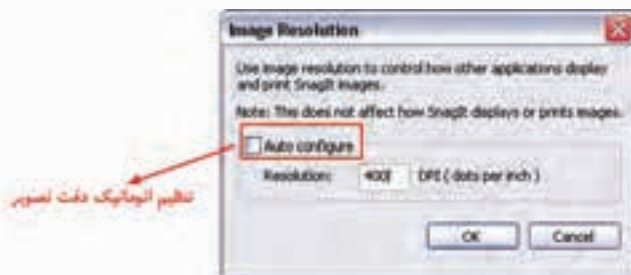 Image Resolution
Use image resolution to control how other applications display
and print SnagIt images.
Note: This does not affect how SnagIt displays or prints images.
Auto configure
Resolution: 400 DPI ( dots per inch )
OK Cancel
تنظیم اتوماتیک دقت تصویر